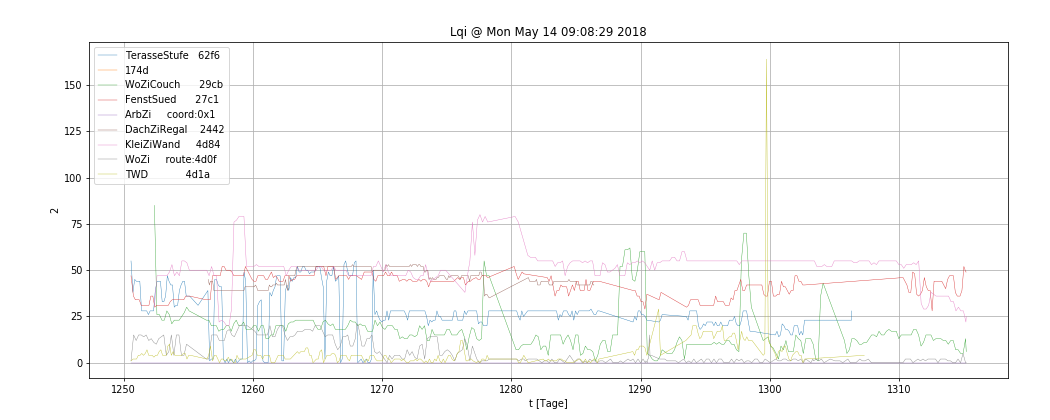 Lqi @ Mon May 14 09:08:29 2018
TerasseStufe 62f6
174d
WoZiCouch 29cb
FenstSued 27c1
ArbZi coord:0x1
DachZiRegal 2442
KleiZiWand 4d84
WoZi route:4d0f
TWD 4d1a
150
125
100
75
50
25
0
2
1250 1260 1270 1280 1290 1300 1310
t [Tage]